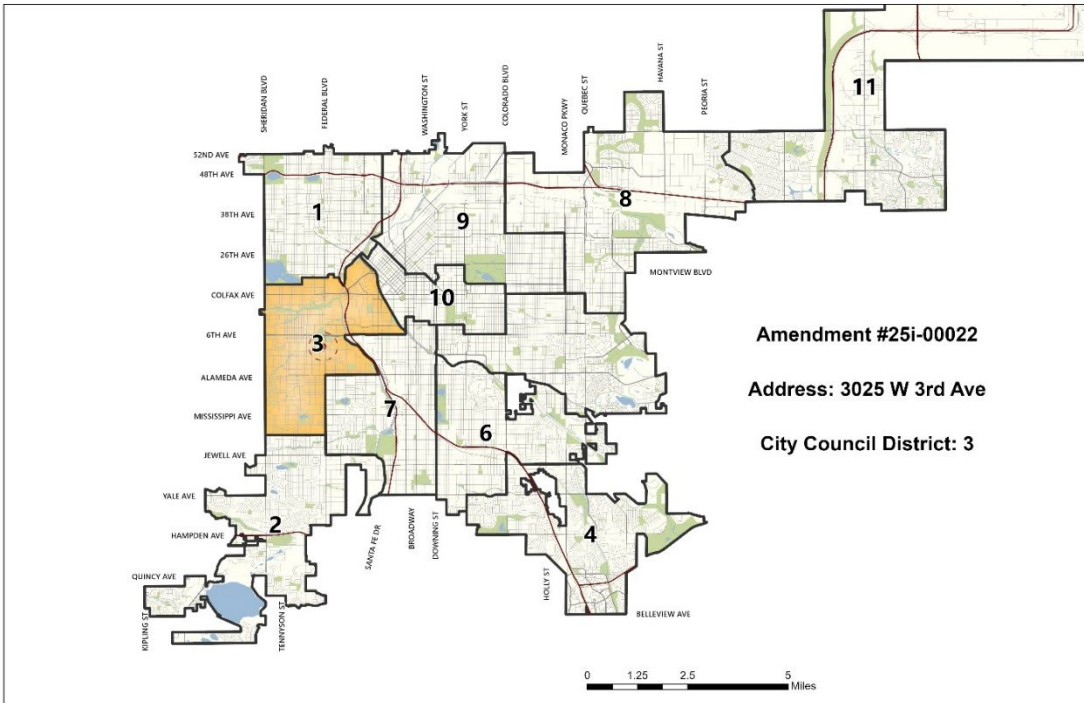 SHERIDAN BLVD
FEDERAL BLVD
WASHINGTON ST
YORK ST
COLORADO BLVD
MONACO PKWY
QUEBEC ST
HAVANA ST
PEORIA ST
11
52ND AVE
48TH AVE
38TH AVE
26TH AVE
COLFAX AVE
6TH AVE
ALAMEDA AVE
MISSISSIPPI AVE
JEWELL AVE
YALE AVE
HAMPDEN AVE
QUINCY AVE
1
9
8
10
3
7
6
2
4
MONTVIEW BLVD
Amendment #25i-00022
Address: 3025 W 3rd Ave
City Council District: 3
KIPLING ST
TENNYSON ST
SANTA FE DR
BROADWAY
DOWNING ST
HOLLY ST
BELLEVIEW AVE
0 1.25 2.5 5
Miles